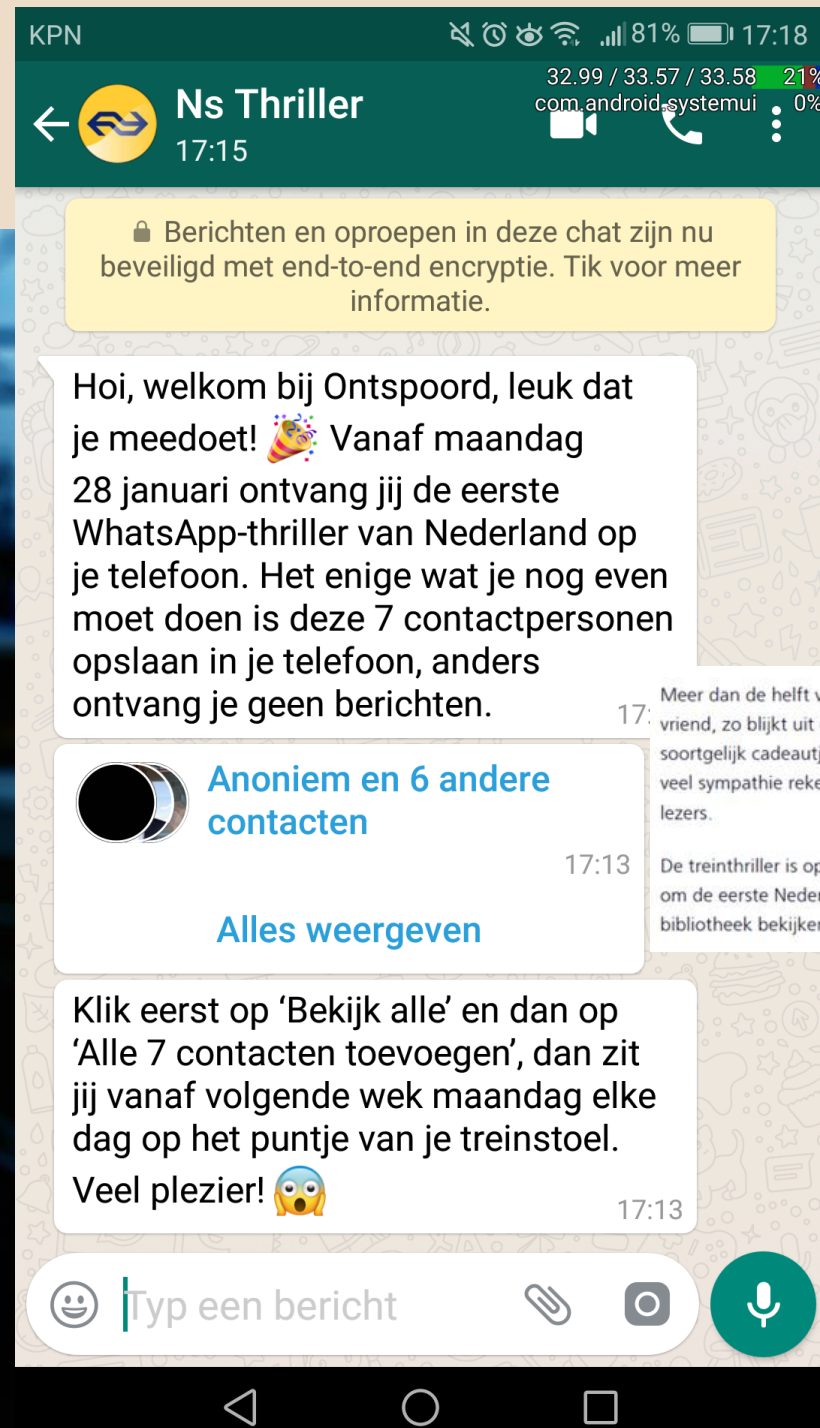 KPN
81% 17:18
32.99 / 33.57 / 33.58 21%
com.android.systemui 0%
Ns Thriller
17:15
Berichten en oproepen in deze chat zijn nu
beveiligd met end-to-end encryptie. Tik voor meer
informatie.
Hoi, welkom bij Ontspoord, leuk dat
je meedoet! 🎉 Vanaf maandag
28 januari ontvang jij de eerste
WhatsApp-thriller van Nederland op
je telefoon. Het enige wat je nog even
moet doen is deze 7 contactpersonen
opslaan in je telefoon, anders
ontvang je geen berichten.
17:
Anoniem en 6 andere
contacten
17:13
Alles weergeven
Klik eerst op ‘Bekijk alle’ en dan op
‘Alle 7 contacten toevoegen’, dan zit
jij vanaf volgende wek maandag elke
dag op het puntje van je treinstoel.
Veel plezier! 😱
17:13
Typ een bericht
Meer dan de helft
vriend, zo blijkt uit
soortgelijk
veel sympathie
lezers.
De treinthriller is
om de eerste
bibliotheek